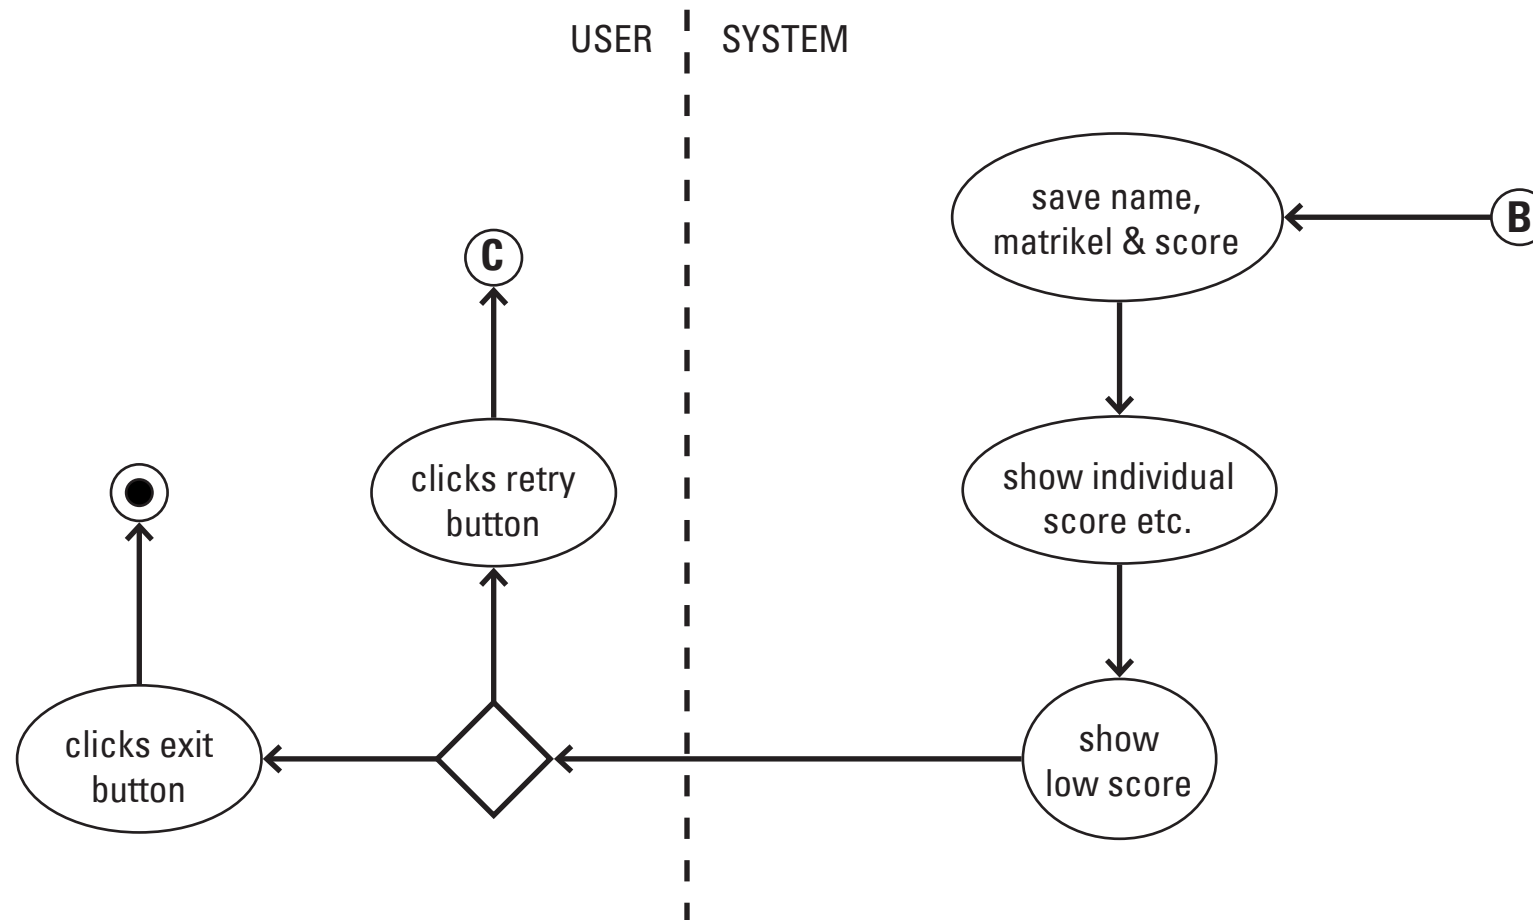 USER
SYSTEM
save name,
matrikel & score
B
C
clicks retry
button
show individual
score etc.
clicks exit
button
show
low score